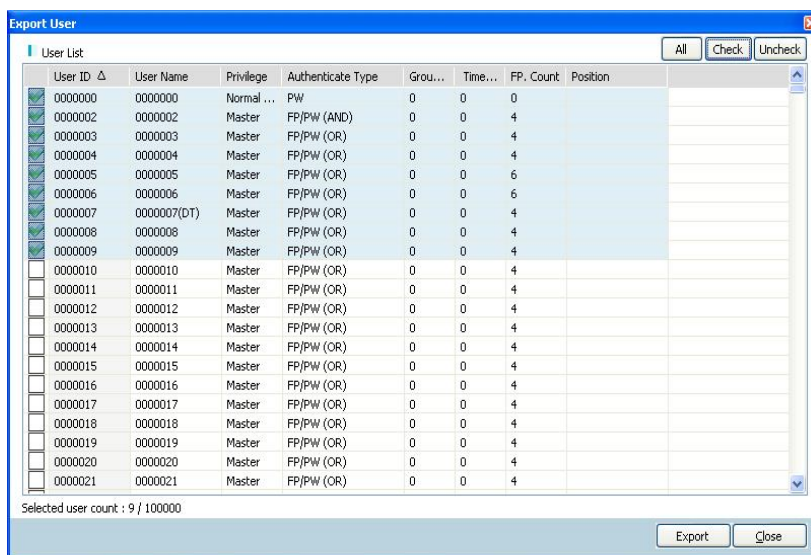 Export User
User List All Check Uncheck
User ID Δ User Name Privilege Authenticate Type Grou... Time... FP. Count Position
0000000 0000000 Normal ... PW 0 0 0
0000002 0000002 Master FP/PW (AND) 0 0 4
0000003 0000003 Master FP/PW (OR) 0 0 4
0000004 0000004 Master FP/PW (OR) 0 0 4
0000005 0000005 Master FP/PW (OR) 0 0 6
0000006 0000006 Master FP/PW (OR) 0 0 6
0000007 0000007(DT) Master FP/PW (OR) 0 0 4
0000008 0000008 Master FP/PW (OR) 0 0 4
0000009 0000009 Master FP/PW (OR) 0 0 4
0000010 0000010 Master FP/PW (OR) 0 0 4
0000011 0000011 Master FP/PW (OR) 0 0 4
0000012 0000012 Master FP/PW (OR) 0 0 4
0000013 0000013 Master FP/PW (OR) 0 0 4
0000014 0000014 Master FP/PW (OR) 0 0 4
0000015 0000015 Master FP/PW (OR) 0 0 4
0000016 0000016 Master FP/PW (OR) 0 0 4
0000017 0000017 Master FP/PW (OR) 0 0 4
0000018 0000018 Master FP/PW (OR) 0 0 4
0000019 0000019 Master FP/PW (OR) 0 0 4
0000020 0000020 Master FP/PW (OR) 0 0 4
0000021 0000021 Master FP/PW (OR) 0 0 4
Selected user count : 9 / 100000
Export Close